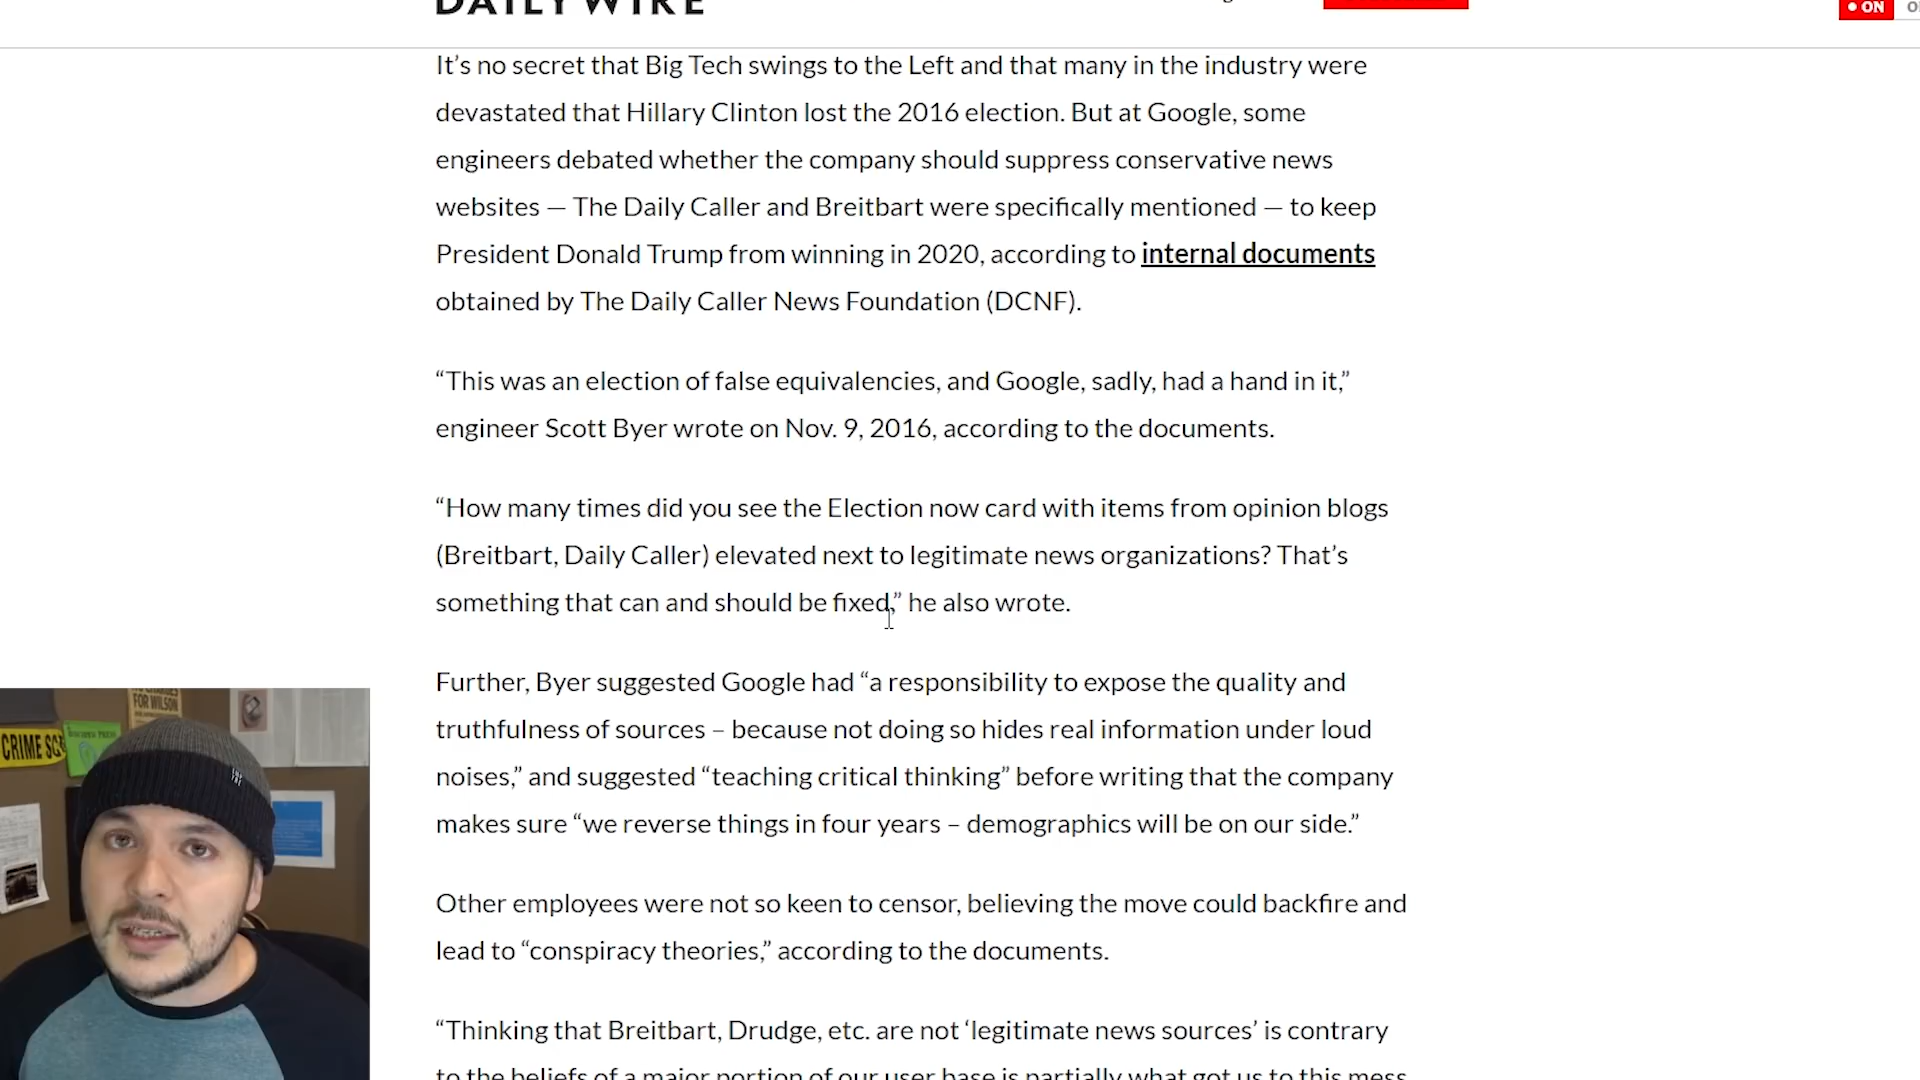 DAILY WIRE
ON
It’s no secret that Big Tech swings to the Left and that many in the industry were
devastated that Hillary Clinton lost the 2016 election. But at Google, some
engineers debated whether the company should suppress conservative news
websites — The Daily Caller and Breitbart were specifically mentioned — to keep
President Donald Trump from winning in 2020, according to internal documents
obtained by The Daily Caller News Foundation (DCNF).
“This was an election of false equivalencies, and Google, sadly, had a hand in it,”
engineer Scott Byer wrote on Nov. 9, 2016, according to the documents.
“How many times did you see the Election now card with items from opinion blogs
(Breitbart, Daily Caller) elevated next to legitimate news organizations? That’s
something that can and should be fixed,” he also wrote.
Further, Byer suggested Google had “a responsibility to expose the quality and
truthfulness of sources – because not doing so hides real information under loud
noises,” and suggested “teaching critical thinking” before writing that the company
makes sure “we reverse things in four years – demographics will be on our side.”
Other employees were not so keen to censor, believing the move could backfire and
lead to “conspiracy theories,” according to the documents.
“Thinking that Breitbart, Drudge, etc. are not ‘legitimate news sources’ is contrary
to the beliefs of a major portion of our user base is partially what got us to this mess
FOR WILSON
CRIME SC